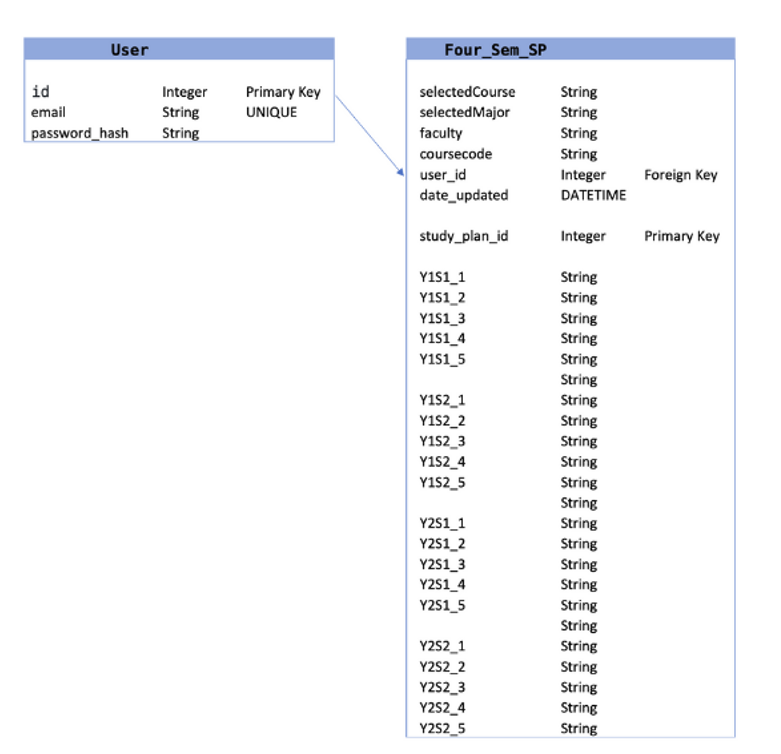 User
id Integer Primary Key
email String UNIQUE
password_hash String
Four_Sem_SP
selectedCourse String
selectedMajor String
faculty String
coursecode String
user_id Integer Foreign Key
date_updated DATETIME
study_plan_id Integer Primary Key
Y1S1_1 String
Y1S1_2 String
Y1S1_3 String
Y1S1_4 String
Y1S1_5 String
String
Y1S2_1 String
Y1S2_2 String
Y1S2_3 String
Y1S2_4 String
Y1S2_5 String
String
Y2S1_1 String
Y2S1_2 String
Y2S1_3 String
Y2S1_4 String
Y2S1_5 String
String
Y2S2_1 String
Y2S2_2 String
Y2S2_3 String
Y2S2_4 String
Y2S2_5 String